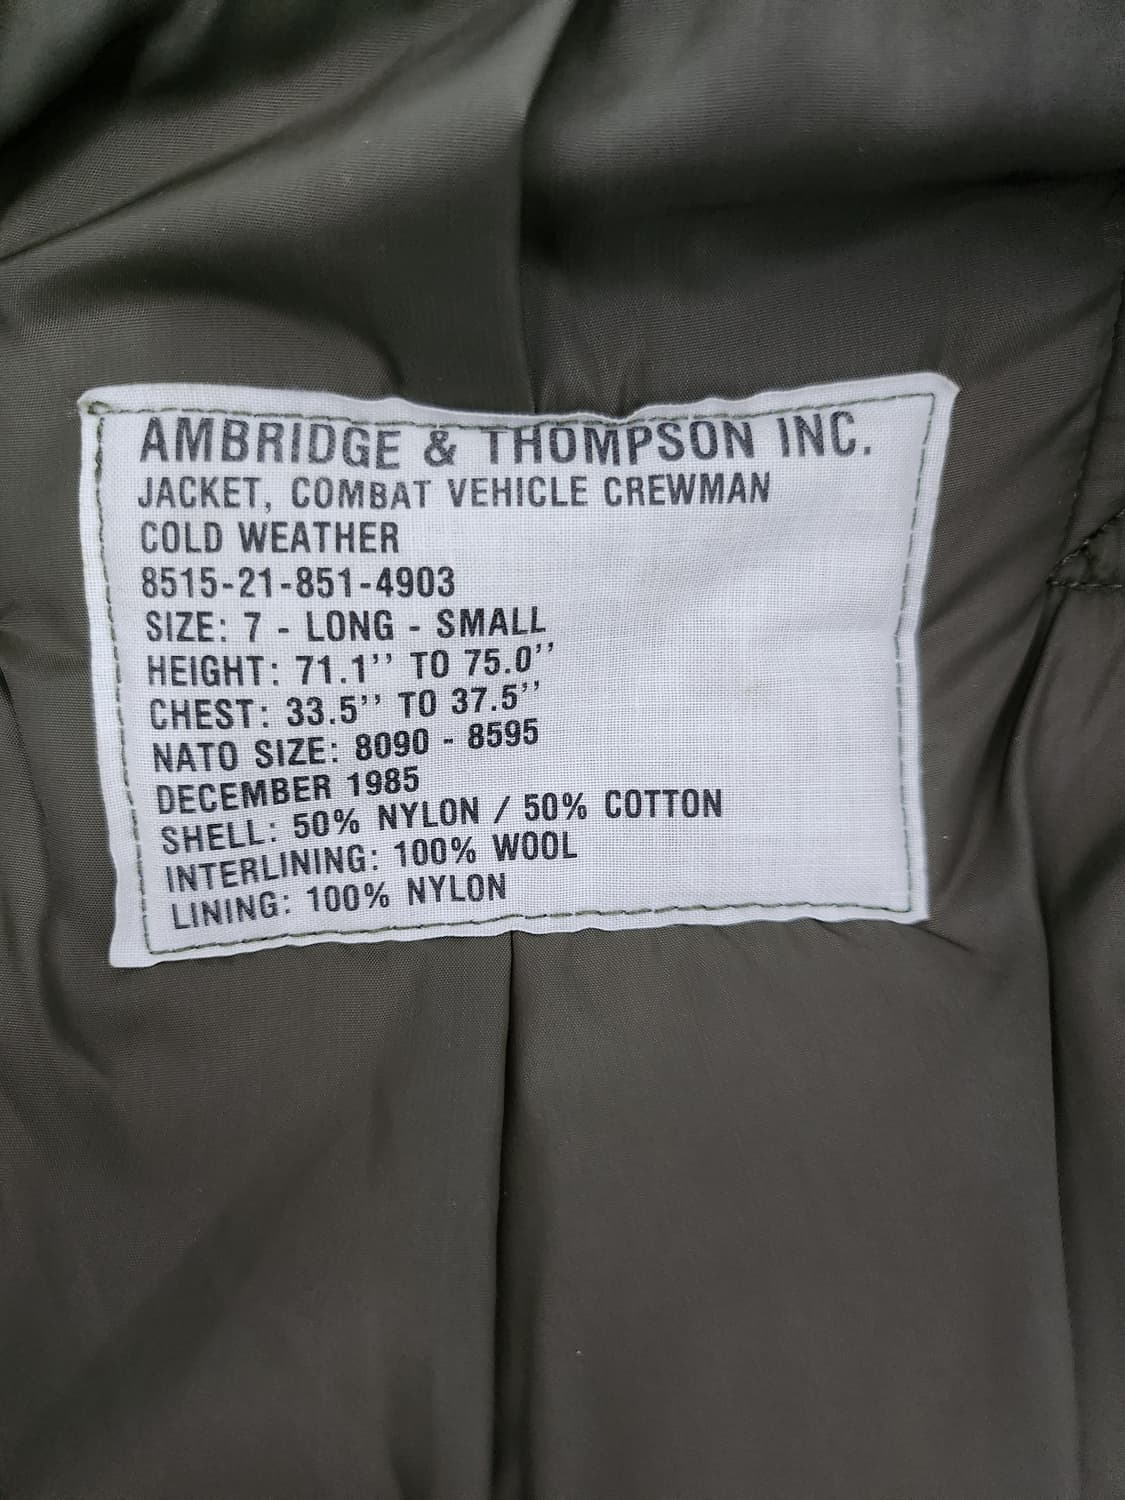 AMBRIDGE & THOMPSON INC.
JACKET, COMBAT VEHICLE CREWMAN
COLD WEATHER
8515-21-851-4903
SIZE: 7 - LONG - SMALL
HEIGHT: 71.1'' TO 75.0''
CHEST: 33.5'' TO 37.5''
NATO SIZE: 8090 - 8595
DECEMBER 1985
SHELL: 50% NYLON / 50% COTTON
INTERLINING: 100% WOOL
LINING: 100% NYLON